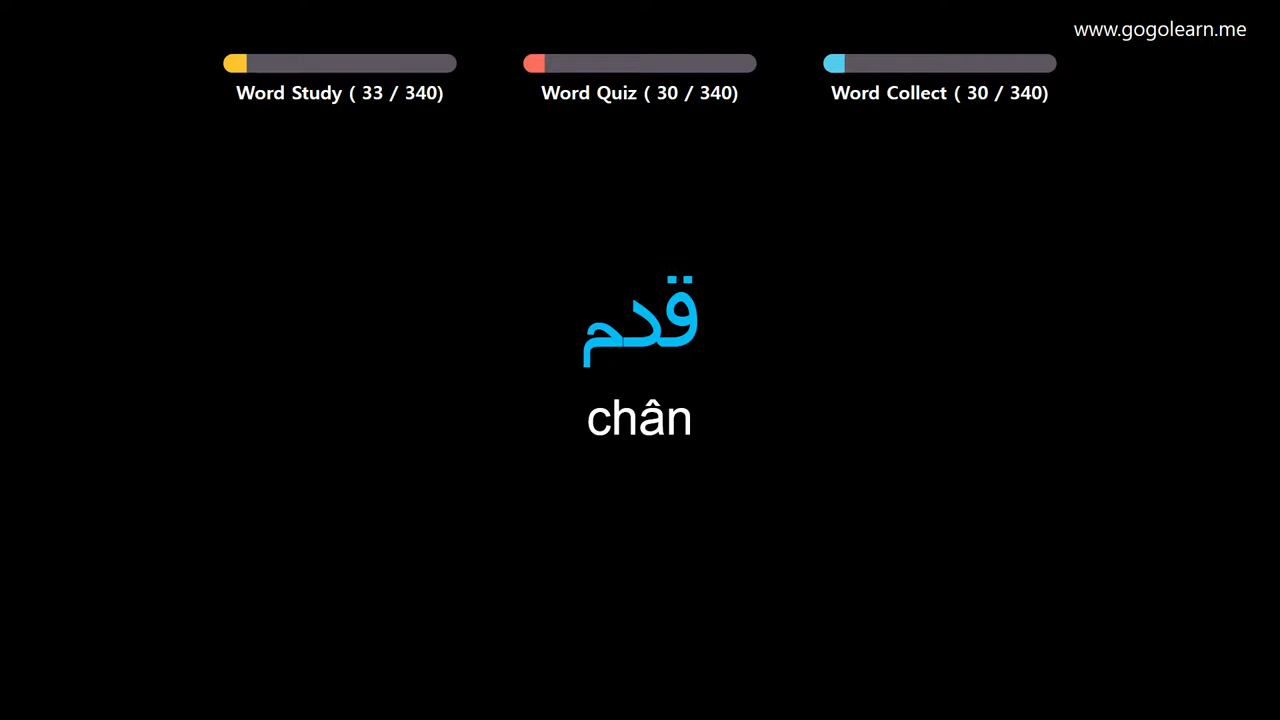 www.gogolearn.me
Word Study ( 33 / 340)
Word Quiz ( 30 / 340)
Word Collect ( 30 / 340)
قدم
chân